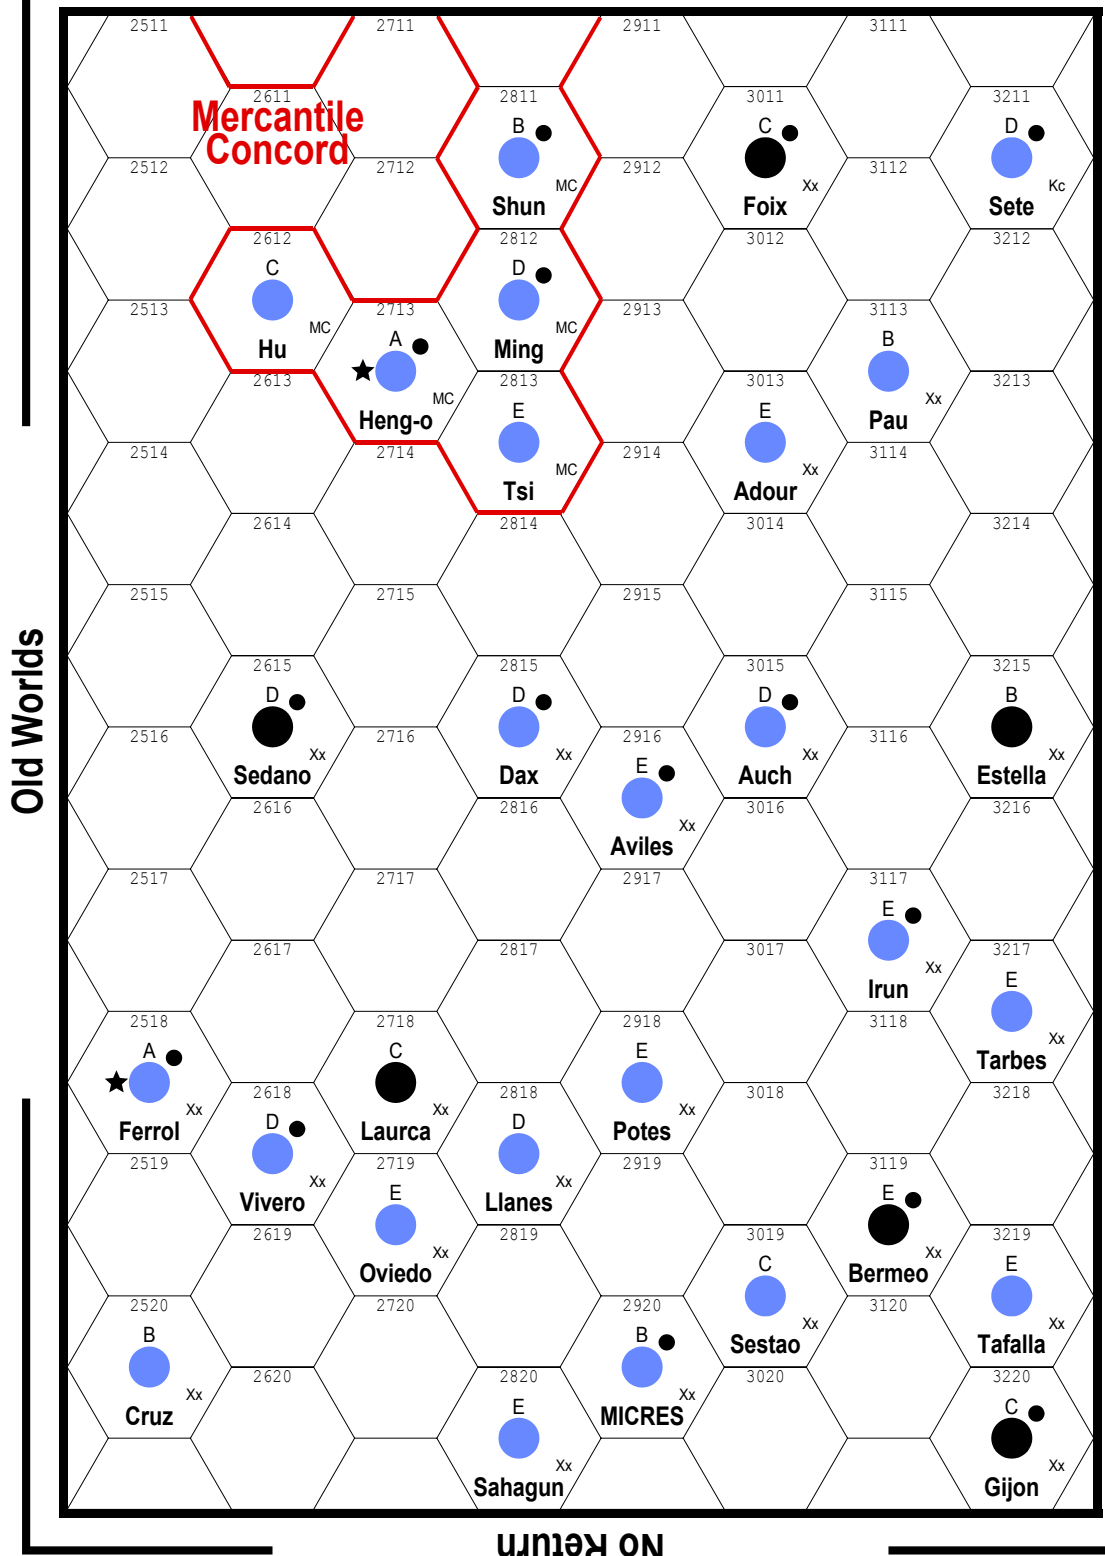 2511 2711 2911 3111
2611 2811 3011 3211
Mercantile
Concord
B C D
2512 2712 MC 2912 Xx 3112 Kc
Shun Foix Sete
2612 2812 3012 3212
C D
2513 MC 2713 MC 2913 3113
Hu A Ming B
2613 MC 2813 3013 Xx 3213
Heng-o E E Pau
2514 2714 MC 2914 Xx 3114
Tsi Adour
2614 2814 3014 3214
2515 2715 2915 3115
2615 2815 3015 3215
D D D B
2516 Xx 2716 Xx 2916 Xx 3116 Xx
Sedano Dax E Auch Estella
2616 2816 Xx 3016 3216
Aviles
2517 2717 2917 3117
E
2617 2817 3017 Xx 3217
Irun E
2518 2718 2918 3118 Xx
A C E Tarbes
Xx 2618 Xx 2818 Xx 3018 3218
Ferrol D Laurca D Potes
2519 Xx 2719 Xx 2919 3119
Vivero E Llanes E
2619 Xx 2819 3019 Xx 3219
Oviedo C Bermeo E
2520 2720 2920 Xx 3120 Xx
B B Sestao Tafalla
Xx 2620 2820 Xx 3020 3220
Cruz E MICRES C
Xx Xx
Sahagun Gijon
Old Worlds
No Return